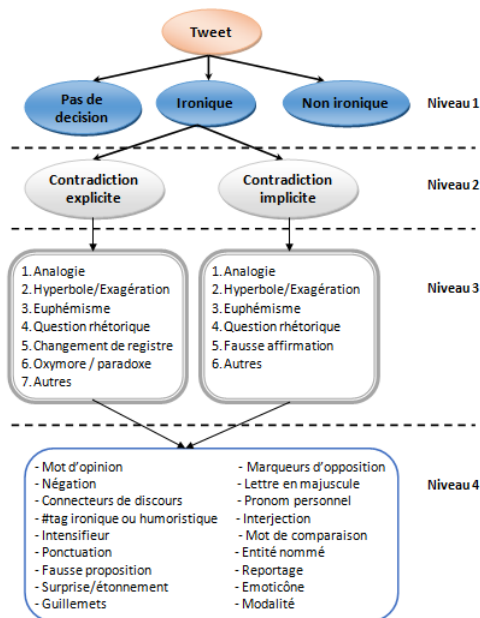 Tweet
Pas de
decision
Ironique
Non ironique
Niveau 1
Contradiction
explicite
Contradiction
implicite
Niveau 2
1. Analogie
2. Hyperbole/Exagération
3. Euphémisme
4. Question rhétorique
5. Changement de registre
6. Oxymore / paradoxe
7. Autres
1. Analogie
2. Hyperbole/Exagération
3. Euphémisme
4. Question rhétorique
5. Fausse affirmation
6. Autres
Niveau 3
- Mot d'opinion
- Négation
- Connecteurs de discours
- #tag ironique ou humoristique
- Intensifieur
- Ponctuation
- Fausse proposition
- Surprise/étonnement
- Guillemets
- Marqueurs d'opposition
- Lettre en majuscule
- Pronom personnel
- Interjection
- Mot de comparaison
- Entité nommé
- Reportage
- Emoticône
- Modalité
Niveau 4